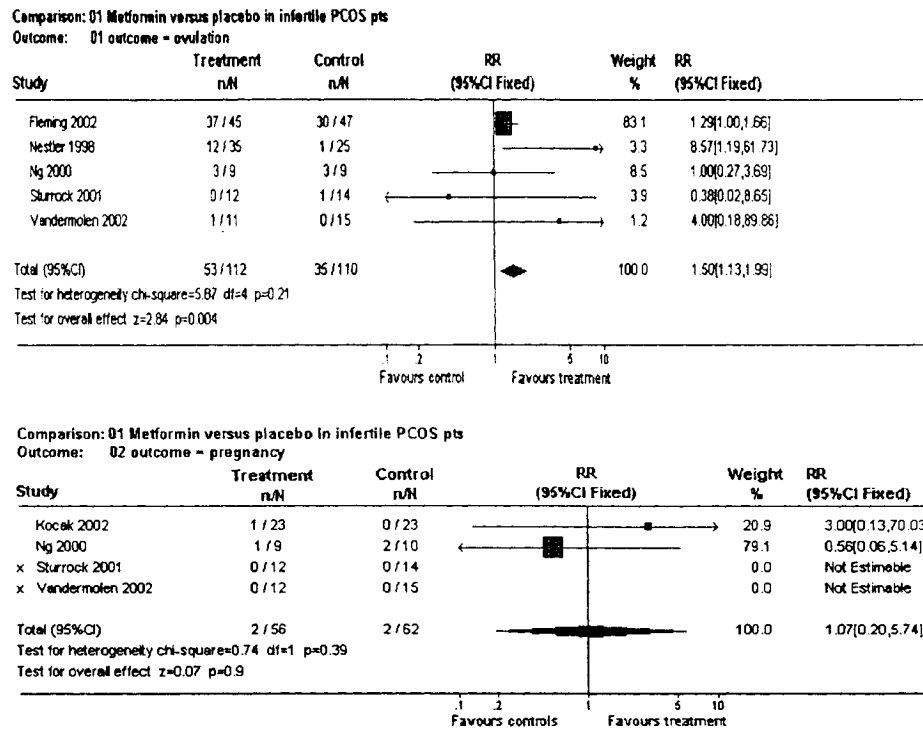 Comparison: 01 Metformin versus placebo in infertile PCOS pts
Outcome: 01 outcome = ovulation
Treatment Control RR Weight RR
Study n/N n/N (95%CI Fixed) % (95%CI Fixed)
Fleming 2002 37 / 45 30 / 47 83.1 1.29[1.00,1.66]
Nestler 1998 12 / 35 1 / 25 3.3 8.57[1.19,61.73]
Ng 2000 3 / 9 3 / 9 8.5 1.00[0.27,3.69]
Sturrock 2001 0 / 12 1 / 14 3.9 0.38[0.02,8.65]
Vandermolen 2002 1 / 11 0 / 15 1.2 4.00[0.18,89.86]
Total (95%CI) 53 / 112 35 / 110 100.0 1.50[1.13,1.99]
Test for heterogeneity chi-square=5.87 df=4 p=0.21
Test for overall effect z=2.84 p=0.004
.1 .2 1 5 10
Favours control Favours treatment
Comparison: 01 Metformin versus placebo in infertile PCOS pts
Outcome: 02 outcome = pregnancy
Treatment Control RR Weight RR
Study n/N n/N (95%CI Fixed) % (95%CI Fixed)
Kocak 2002 1 / 23 0 / 23 20.9 3.00[0.13,70.03]
Ng 2000 1 / 9 2 / 10 79.1 0.56[0.06,5.14]
x Sturrock 2001 0 / 12 0 / 14 0.0 Not Estimable
x Vandermolen 2002 0 / 12 0 / 15 0.0 Not Estimable
Total (95%CI) 2 / 56 2 / 62 100.0 1.07[0.20,5.74]
Test for heterogeneity chi-square=0.74 df=1 p=0.39
Test for overall effect z=0.07 p=0.9
.1 .2 1 5 10
Favours controls Favours treatment